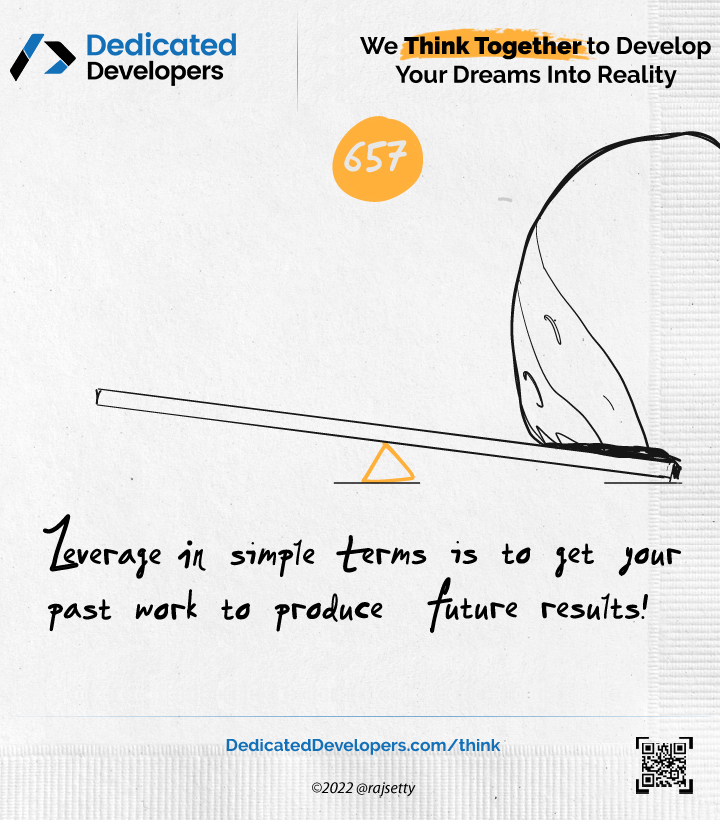 Dedicated
Developers
We Think Together to Develop
Your Dreams Into Reality
657
Leverage in simple terms is to get your
past work to produce future results!
DedicatedDevelopers.com/think
©2022 @rajsetty